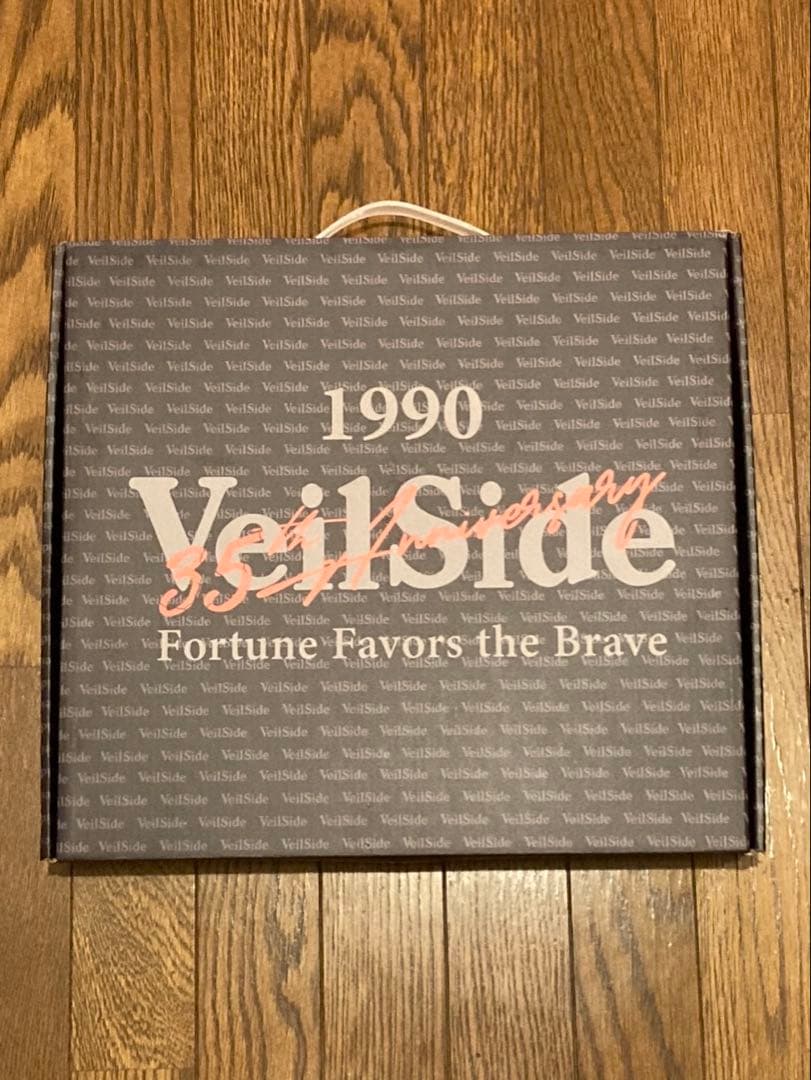 1990
VeilSide
35th Anniversary
Fortune Favors the Brave